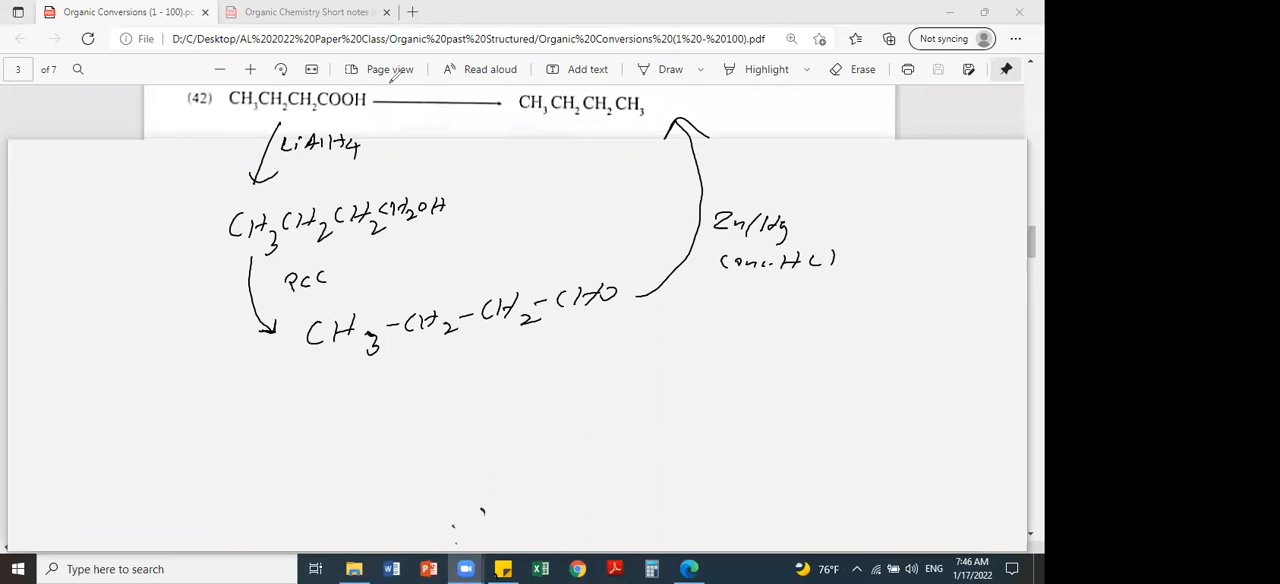 Organic Conversions (1 - 100).pc
Organic Chemistry Short notes (
File
D:/C/Desktop/AL%202022%20Paper%20Class/Organic%20past%20Structured/Organic%20Conversions%20(1%20-%20100).pdf
Not syncing
3 of 7
Page view
Read aloud
Add text
Draw
Highlight
Erase
(42) CH₃CH₂CH₂COOH ⟶ CH₃CH₂CH₂CH₃
LiAlH4
CH₃CH₂CH₂CH₂OH
Zn/Hg
conc. HCl
PCC
CH₃-CH₂-CH₂-CHO
Type here to search
76°F
ENG
7:46 AM
1/17/2022